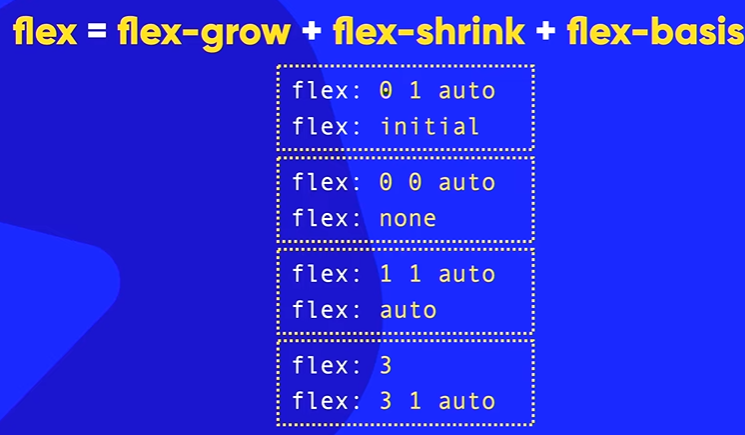 flex = flex-grow + flex-shrink + flex-basis
flex: 0 1 auto
flex: initial
flex: 0 0 auto
flex: none
flex: 1 1 auto
flex: auto
flex: 3
flex: 3 1 auto